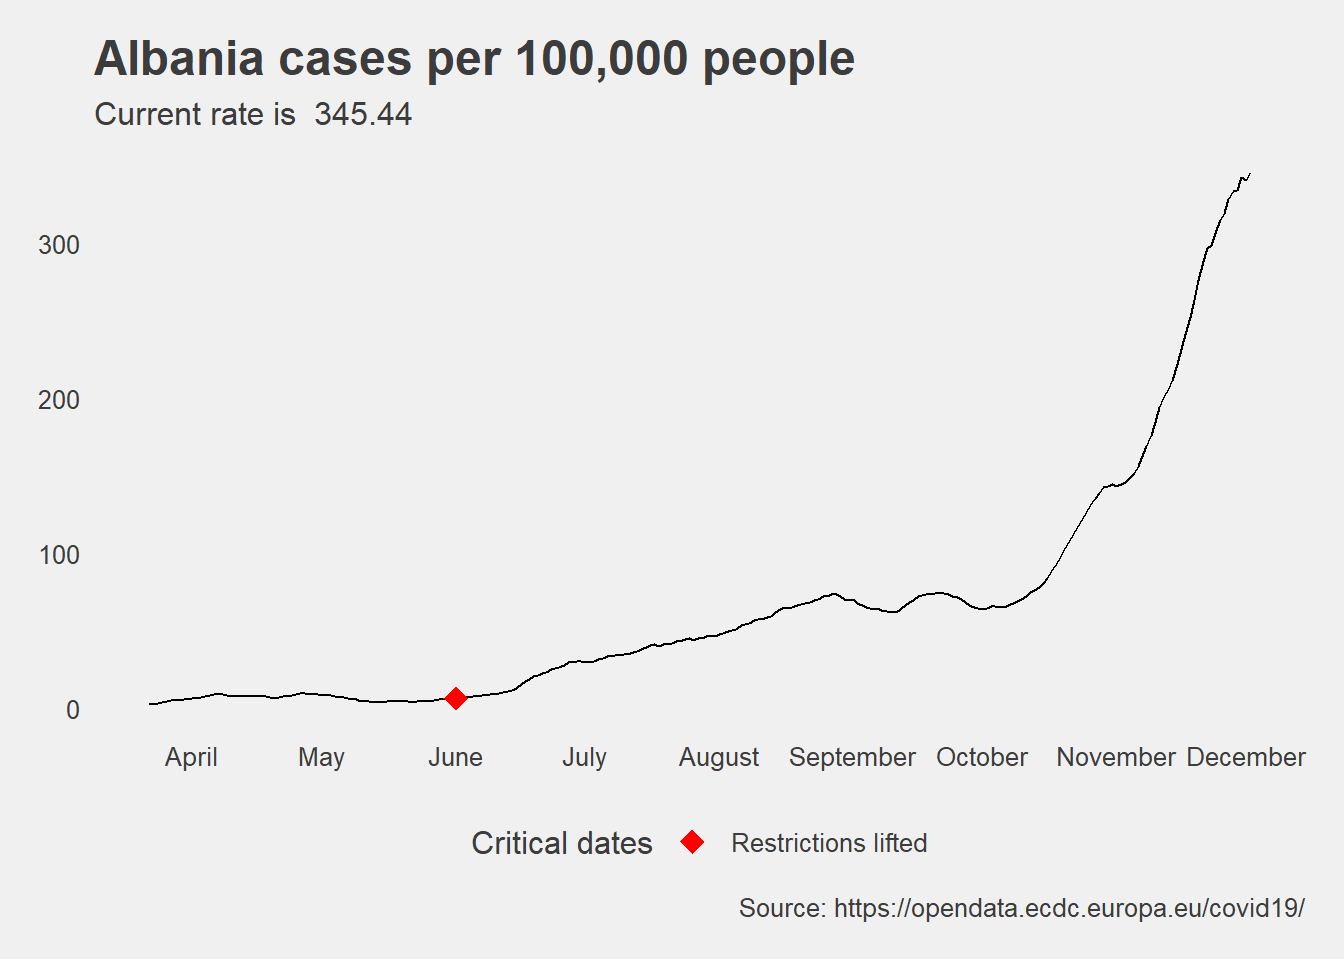 Albania cases per 100,000 people
Current rate is  345.44
300
200
100
0
April May June July August September October November December
Critical dates Restrictions lifted
Source: https://opendata.ecdc.europa.eu/covid19/